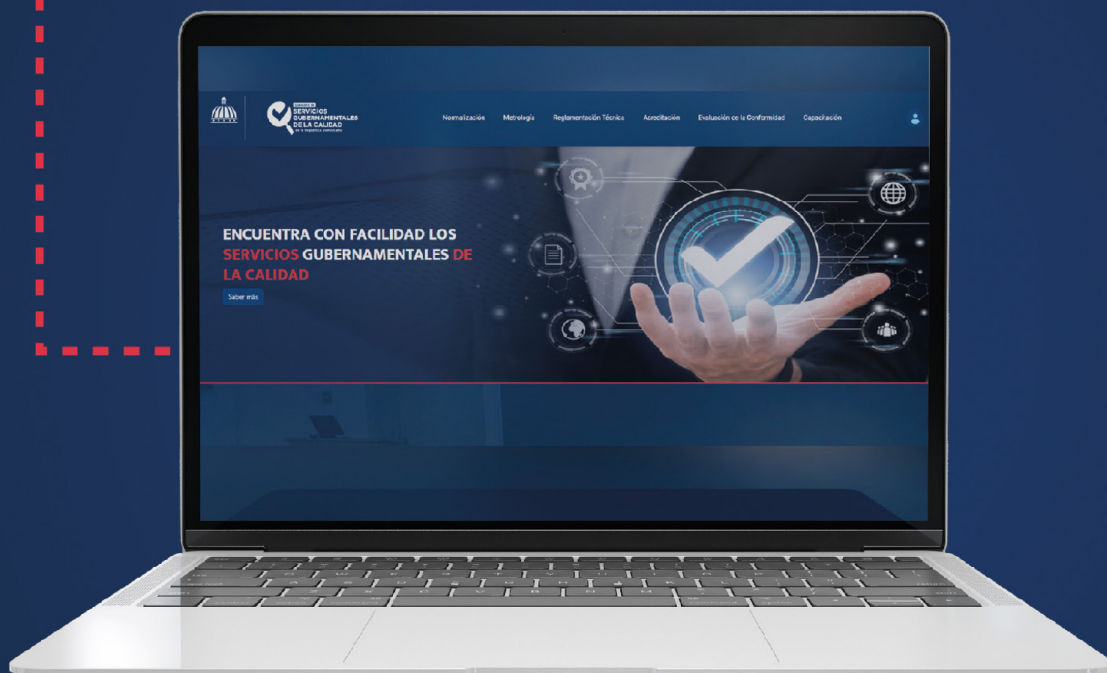 SERVICIOS
GUBERNAMENTALES
DE LA CALIDAD
Normalización Metrología Reglamentación Técnica Acreditación Evaluación de la Conformidad Capacitación
ENCUENTRA CON FACILIDAD LOS
SERVICIOS GUBERNAMENTALES DE
LA CALIDAD
Saber más